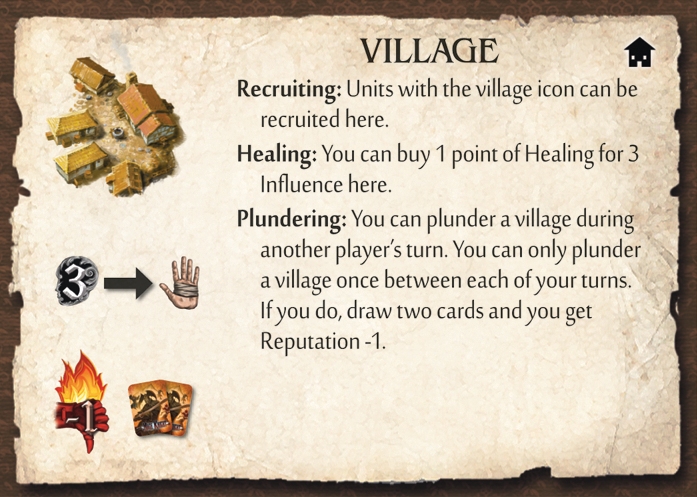 VILLAGE
Recruiting: Units with the village icon can be
recruited here.
Healing: You can buy 1 point of Healing for 3
Influence here.
Plundering: You can plunder a village during
another player's turn. You can only plunder
a village once between each of your turns.
If you do, draw two cards and you get
Reputation -1.
3
-1